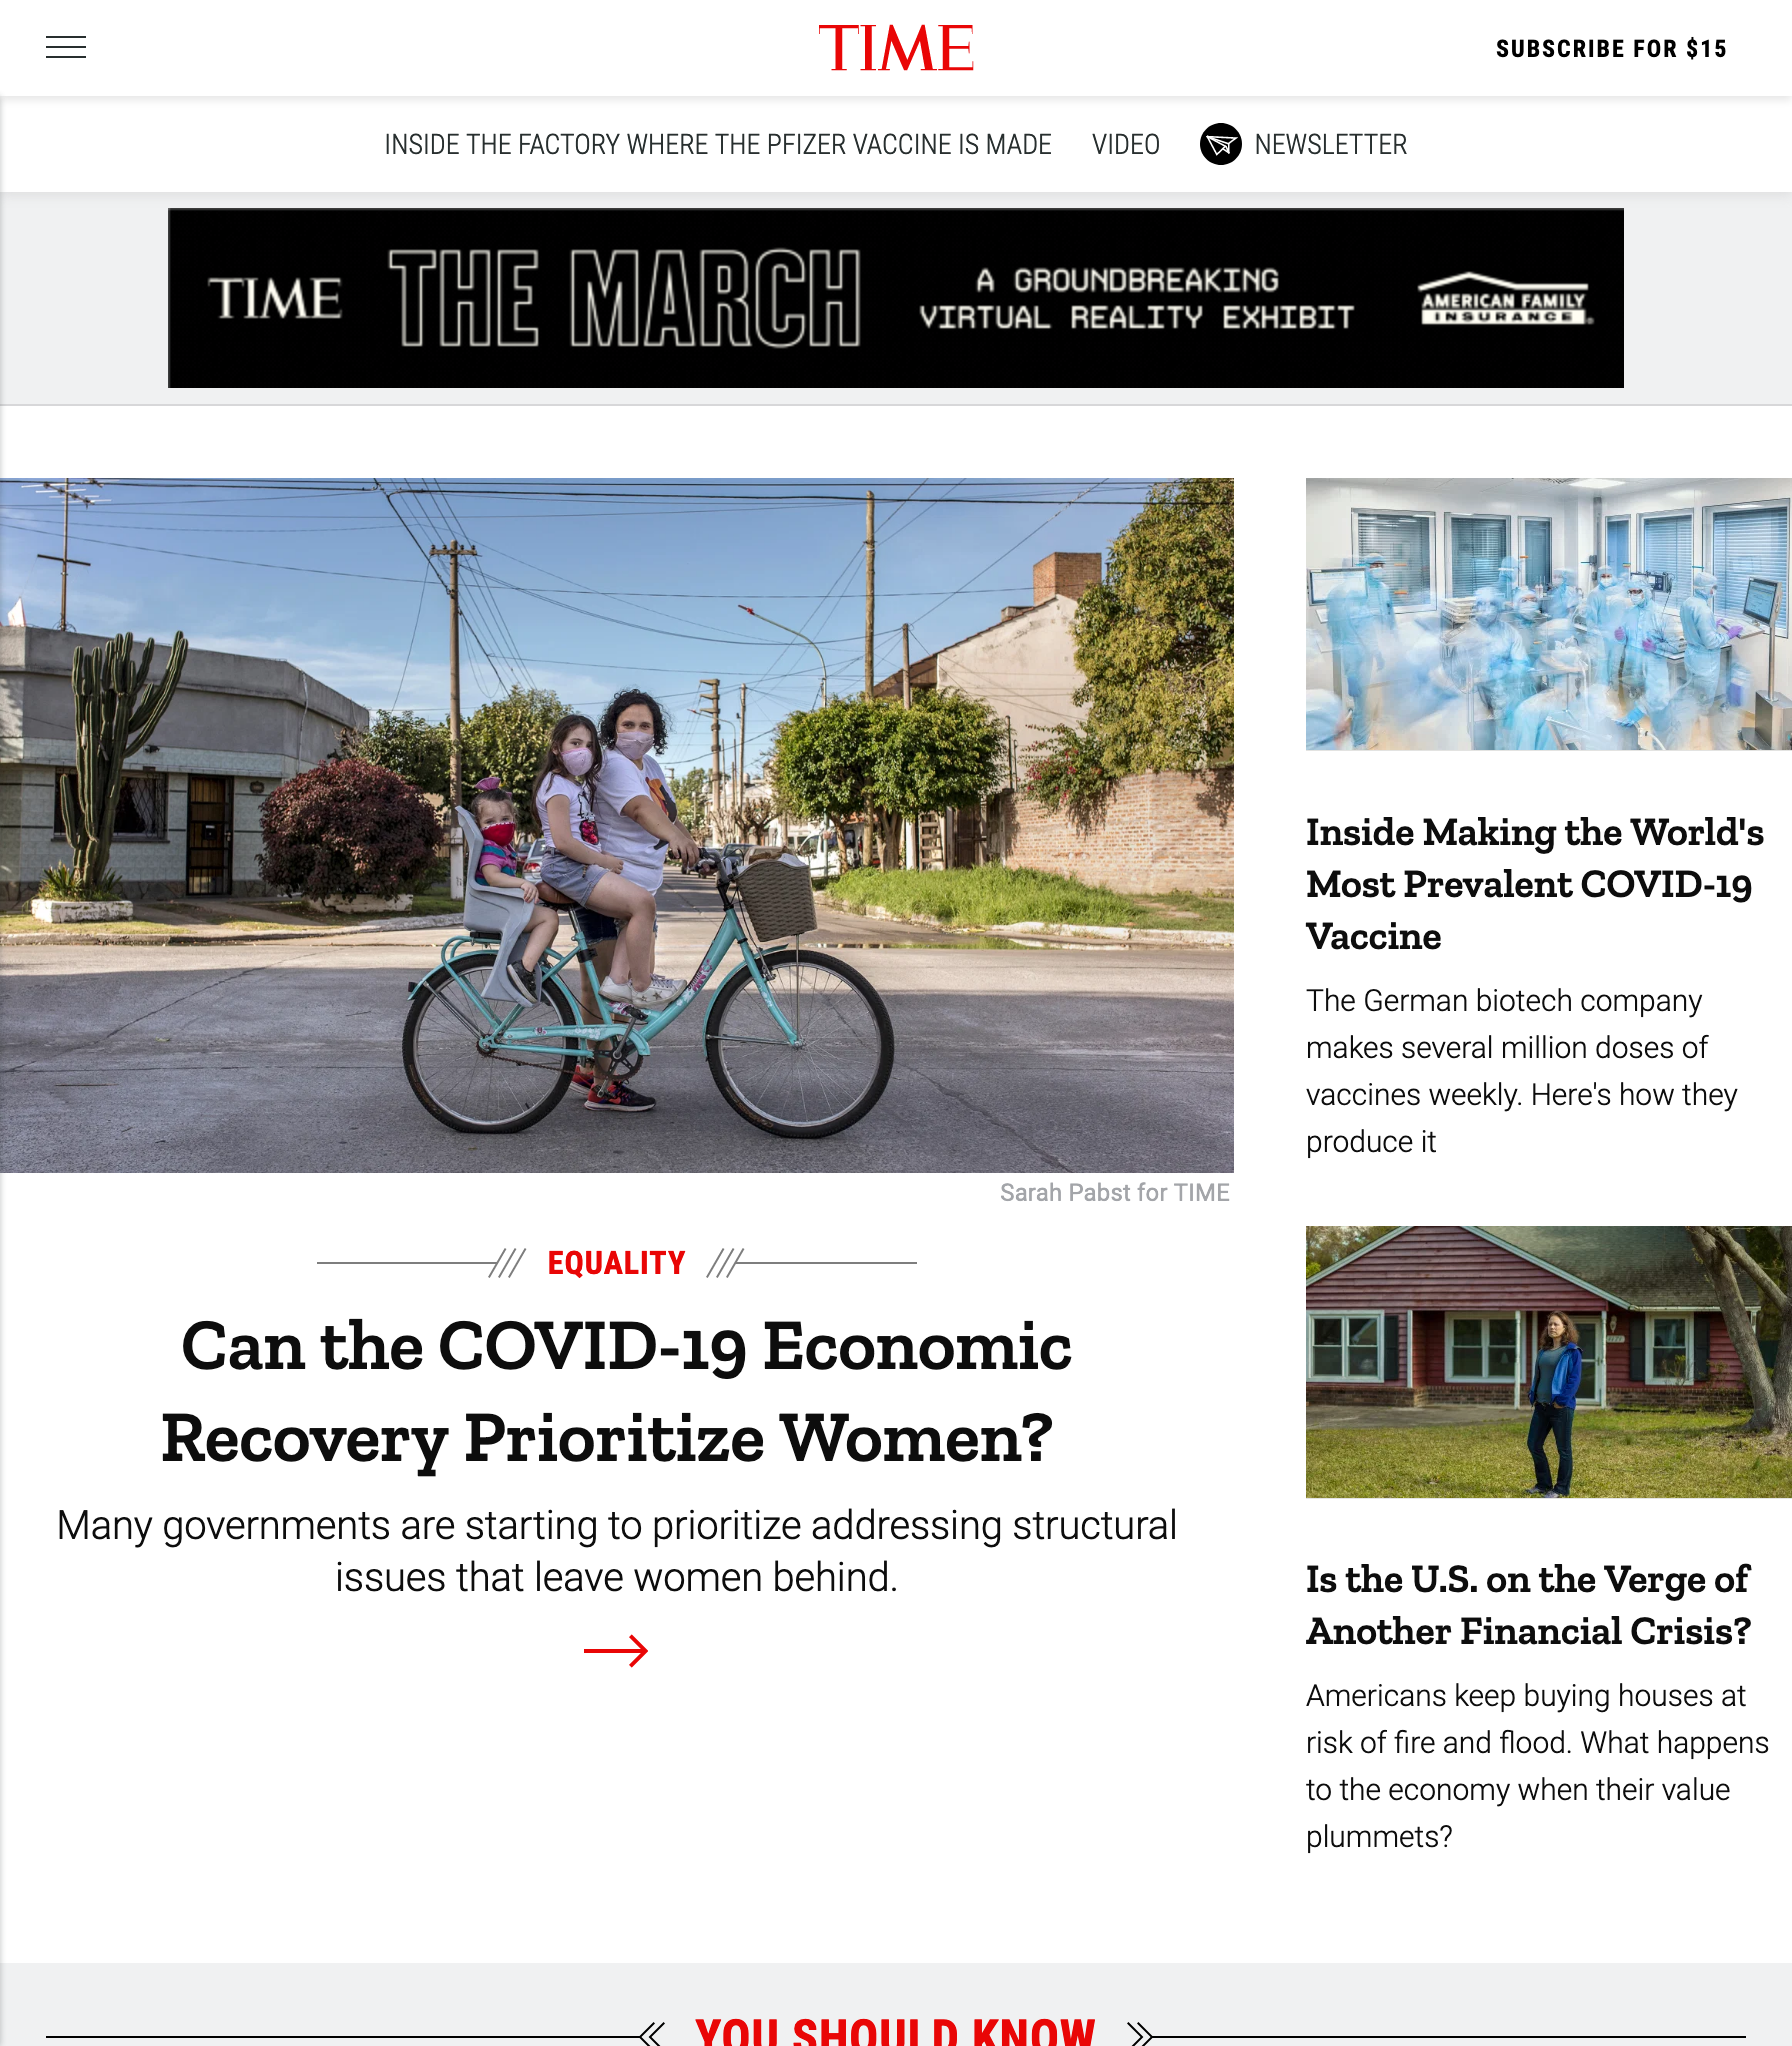 TIME
SUBSCRIBE FOR $15
INSIDE THE FACTORY WHERE THE PFIZER VACCINE IS MADE
VIDEO
NEWSLETTER
TIME
THE MARCH
A GROUNDBREAKING
VIRTUAL REALITY EXHIBIT
AMERICAN FAMILY
INSURANCE®
Sarah Pabst for TIME
EQUALITY
Can the COVID-19 Economic
Recovery Prioritize Women?
Many governments are starting to prioritize addressing structural
issues that leave women behind.
Inside Making the World's
Most Prevalent COVID-19
Vaccine
The German biotech company
makes several million doses of
vaccines weekly. Here's how they
produce it
Is the U.S. on the Verge of
Another Financial Crisis?
Americans keep buying houses at
risk of fire and flood. What happens
to the economy when their value
plummets?
YOU SHOULD KNOW